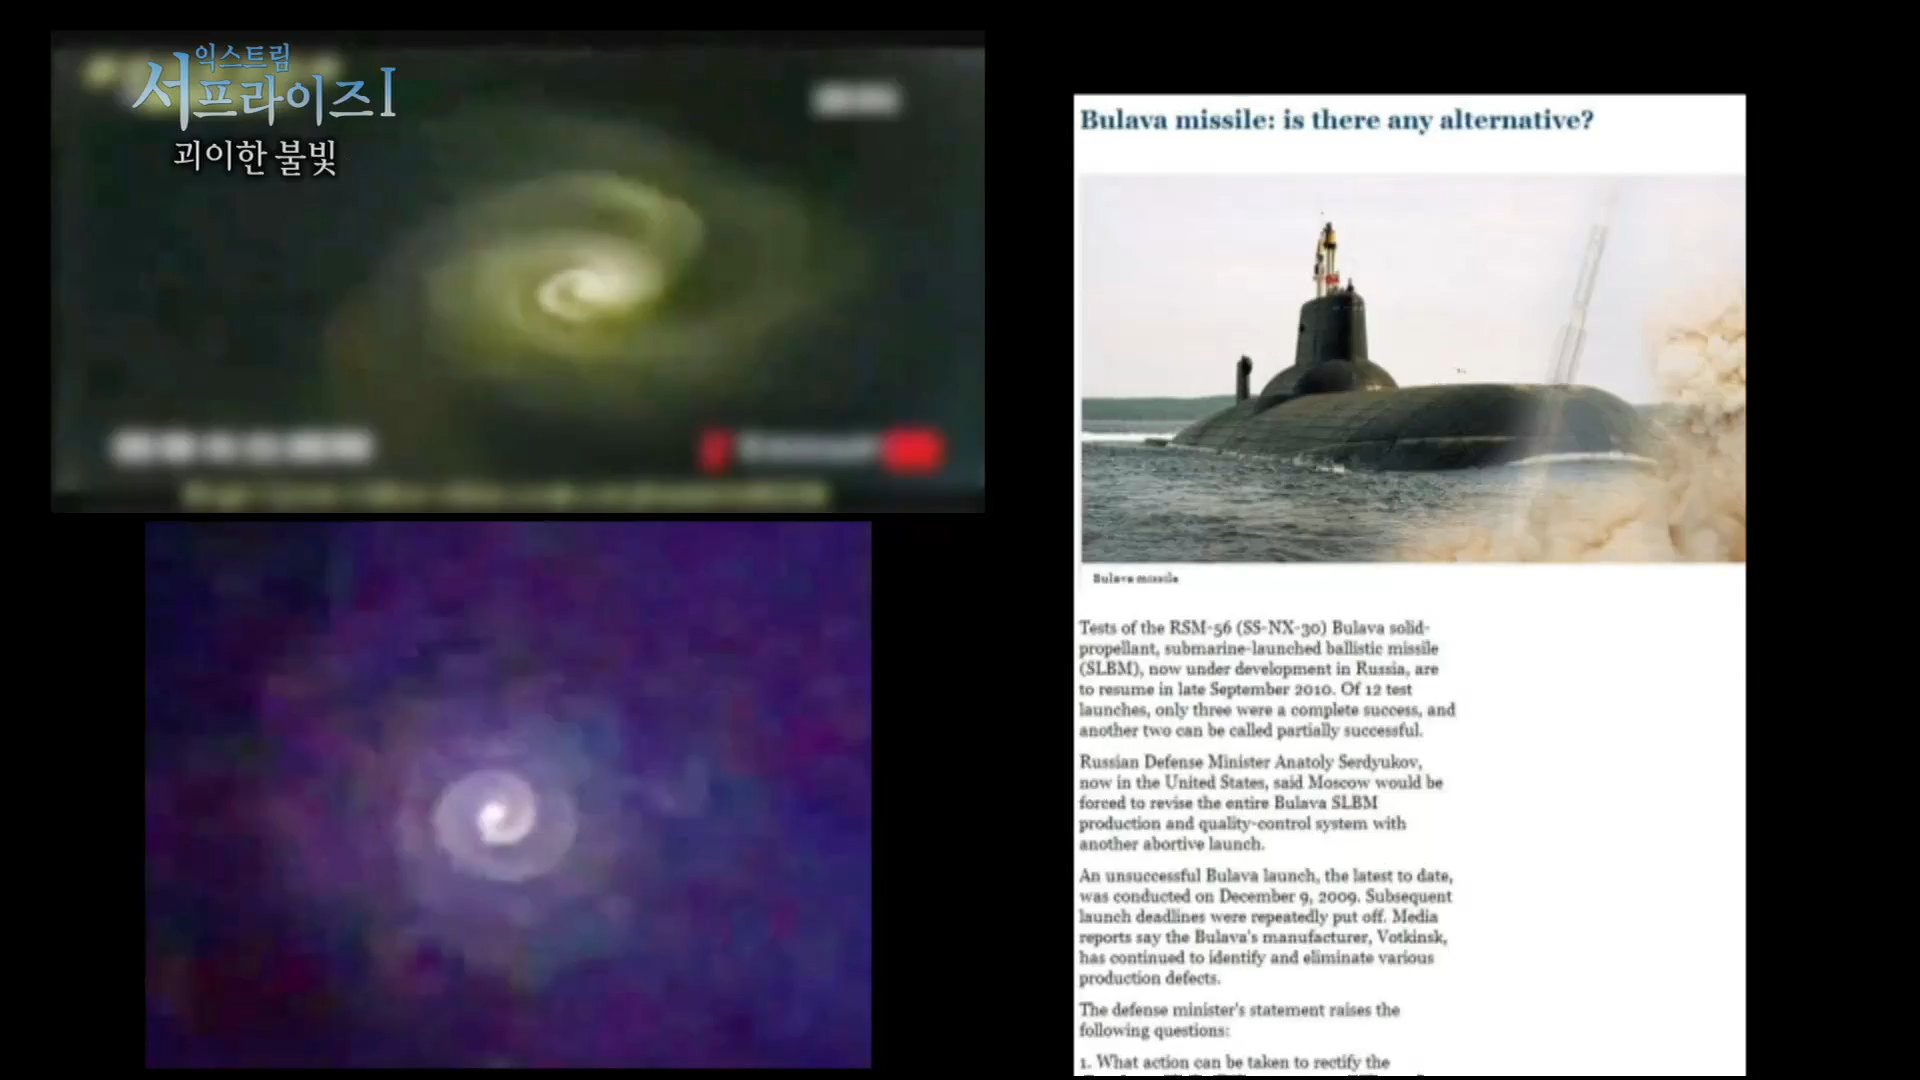 익스트림
서프라이즈 I
괴이한 불빛
Bulava missile: is there any alternative?
Bulava missile
Tests of the RSM-56 (SS-NX-30) Bulava solid-
propellant, submarine-launched ballistic missile
(SLBM), now under development in Russia, are
to resume in late September 2010. Of 12 test
launches, only three were a complete success, and
another two can be called partially successful.
Russian Defense Minister Anatoly Serdyukov,
now in the United States, said Moscow would be
forced to revise the entire Bulava SLBM
production and quality-control system with
another abortive launch.
An unsuccessful Bulava launch, the latest to date,
was conducted on December 9, 2009. Subsequent
launch deadlines were repeatedly put off. Media
reports say the Bulava's manufacturer, Votkinsk,
has continued to identify and eliminate various
production defects.
The defense minister's statement raises the
following questions:
1. What action can be taken to rectify the